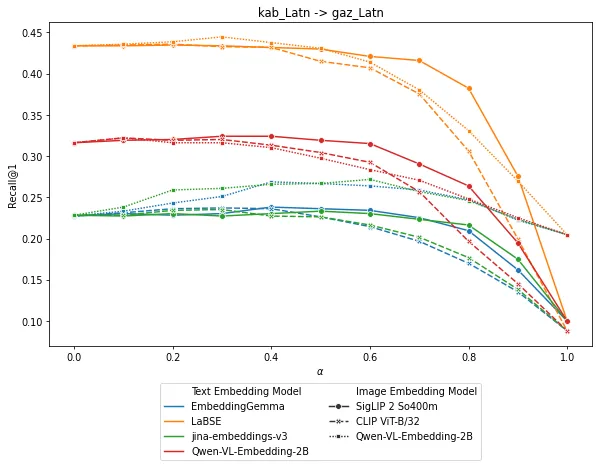 kab_Latn -> gaz_Latn
0.45
0.40
0.35
0.30
0.25
0.20
0.15
0.10
Recall@1
0.0 0.2 0.4 0.6 0.8 1.0
α
Text Embedding Model Image Embedding Model
EmbeddingGemma SigLIP 2 So400m
LaBSE CLIP ViT-B/32
jina-embeddings-v3 Qwen-VL-Embedding-2B
Qwen-VL-Embedding-2B